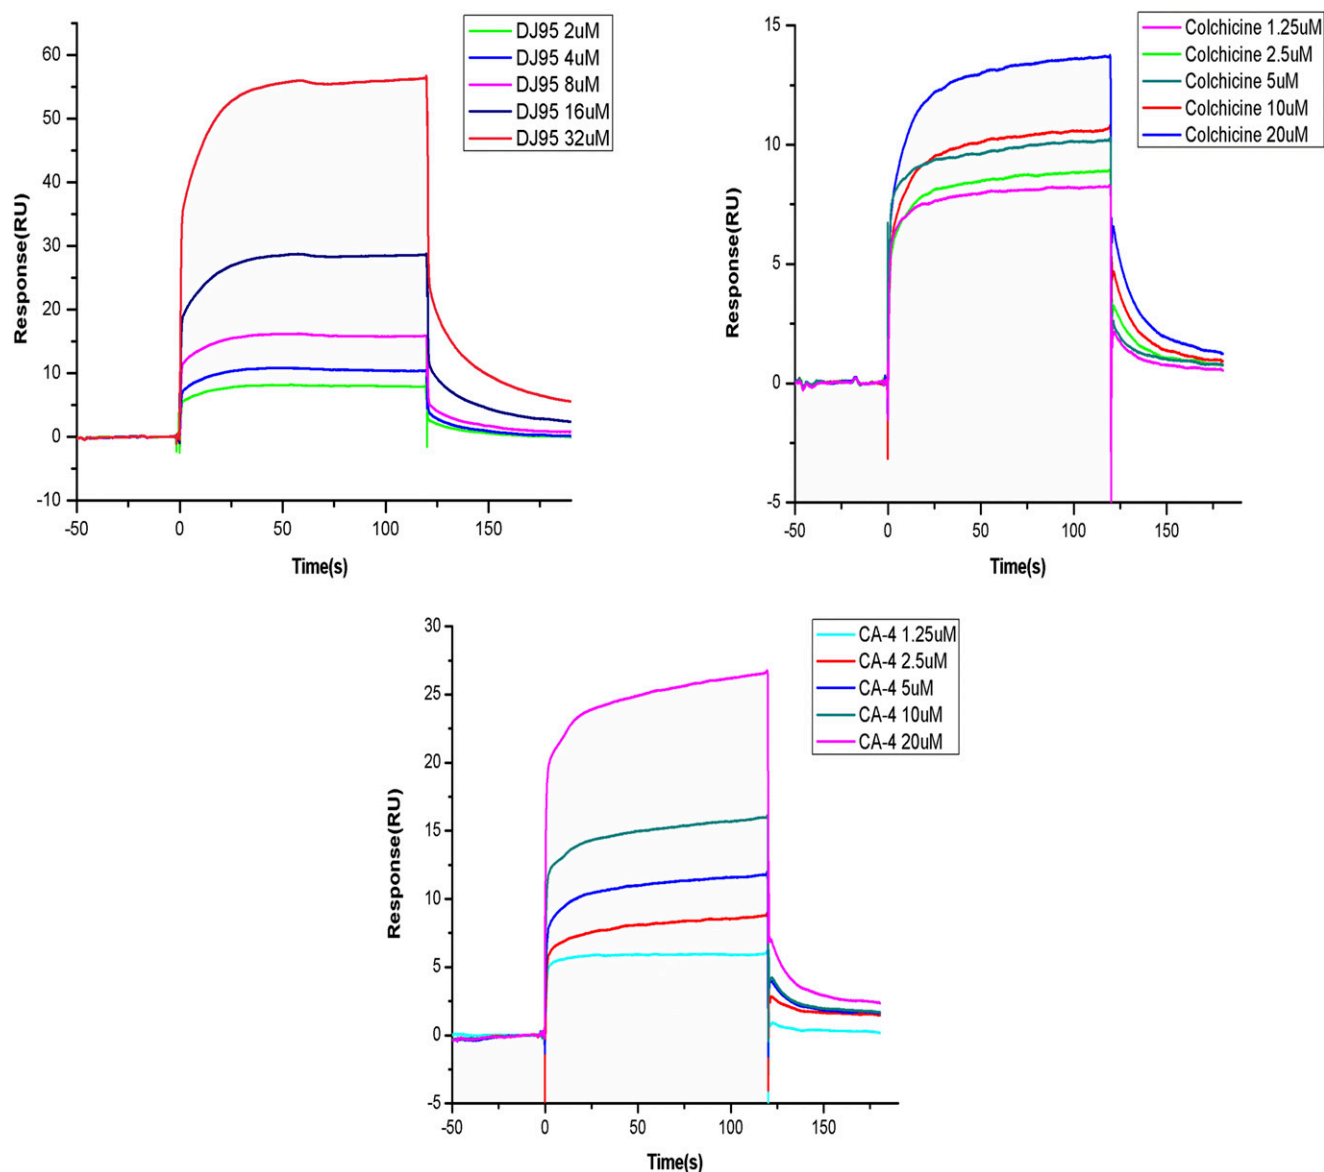 DJ95 2uM
DJ95 4uM
DJ95 8uM
DJ95 16uM
DJ95 32uM
60
50
40
30
20
10
0
-10
-50
0
50
100
150
Response(RU)
Time(s)
Colchicine 1.25uM
Colchicine 2.5uM
Colchicine 5uM
Colchicine 10uM
Colchicine 20uM
15
10
5
0
-5
-50
0
50
100
150
Response(RU)
Time(s)
CA-4 1.25uM
CA-4 2.5uM
CA-4 5uM
CA-4 10uM
CA-4 20uM
30
25
20
15
10
5
0
-5
-50
0
50
100
150
Response(RU)
Time(s)